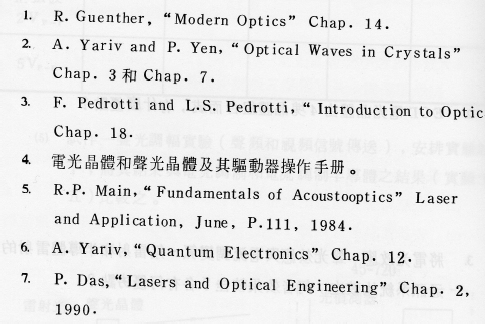 1. R. Guenther, “Modern Optics” Chap. 14.
2. A. Yariv and P. Yen, “Optical Waves in Crystals”
Chap. 3 和 Chap. 7.
3. F. Pedrotti and L.S. Pedrotti, “Introduction to Optic
Chap. 18.
4. 電光晶體和聲光晶體及其驅動器操作手冊。
5. R.P. Main, “Fundamentals of Acoustooptics” Laser
and Application, June, P.111, 1984.
6. A. Yariv, “Quantum Electronics” Chap. 12.
7. P. Das, “Lasers and Optical Engineering” Chap. 2,
1990.